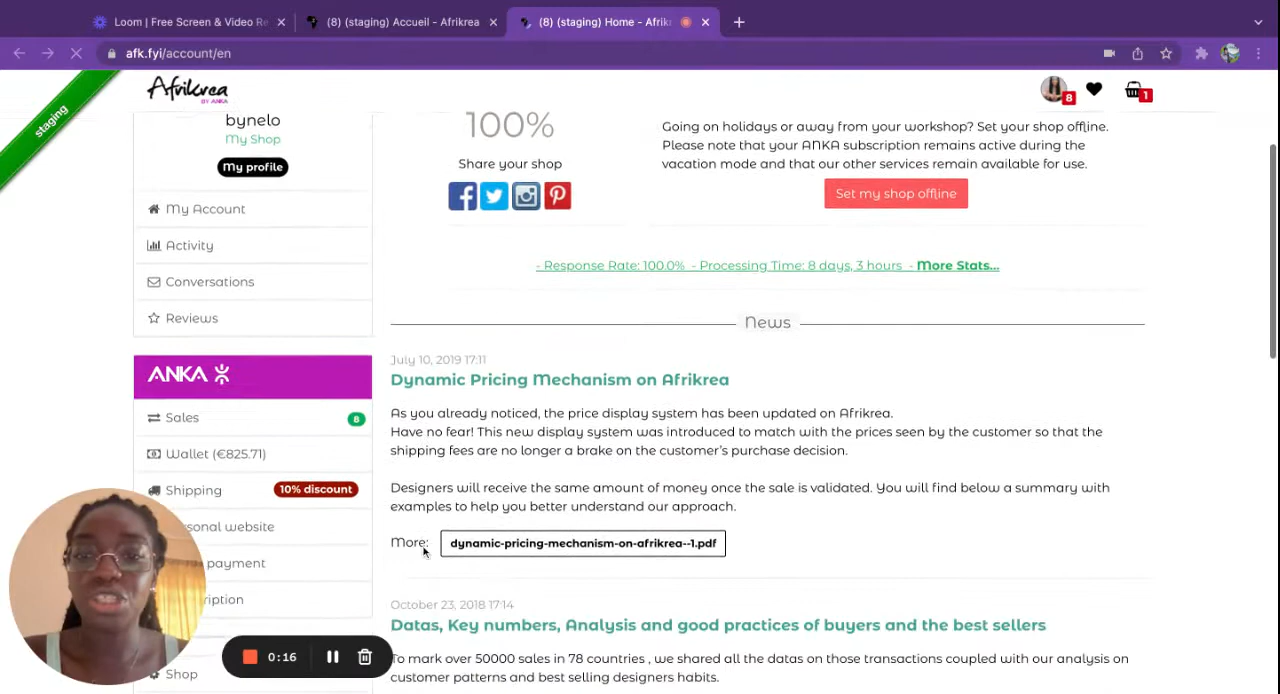 Loom | Free Screen & Video Re
(8) (staging) Accueil - Afrikrea
(8) (staging) Home - Afrik
afk.fyi/account/en
staging
Afrikrea
BY ANKA
8
1
bynelo
My Shop
My profile
My Account
Activity
Conversations
Reviews
ANKA
Sales
8
Wallet (€825.71)
Shipping
10% discount
ersonal website
payment
ription
Shop
100%
Share your shop
Going on holidays or away from your workshop? Set your shop offline.
Please note that your ANKA subscription remains active during the
vacation mode and that our other services remain available for use.
Set my shop offline
- Response Rate: 100.0% - Processing Time: 8 days, 3 hours - More Stats...
News
July 10, 2019 17:11
Dynamic Pricing Mechanism on Afrikrea
As you already noticed, the price display system has been updated on Afrikrea.
Have no fear! This new display system was introduced to match with the prices seen by the customer so that the
shipping fees are no longer a brake on the customer's purchase decision.
Designers will receive the same amount of money once the sale is validated. You will find below a summary with
examples to help you better understand our approach.
More:
dynamic-pricing-mechanism-on-afrikrea--1.pdf
October 23, 2018 17:14
Datas, Key numbers, Analysis and good practices of buyers and the best sellers
To mark over 50000 sales in 78 countries , we shared all the datas on those transactions coupled with our analysis on
customer patterns and best selling designers habits.
0:16